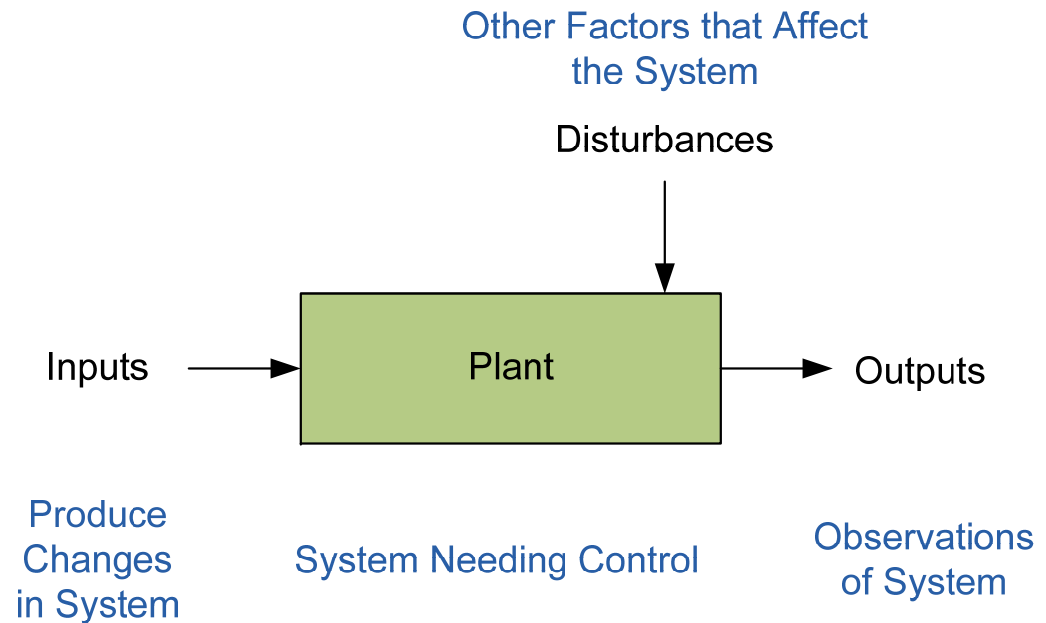 Other Factors that Affect
the System
Disturbances
Inputs
Plant
Outputs
Produce
Changes
in System
System Needing Control
Observations
of System